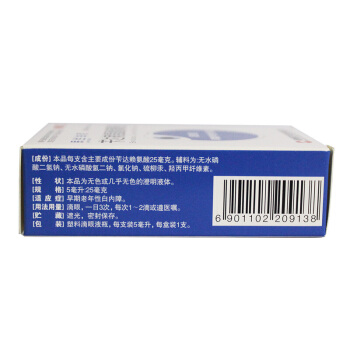 [成份] 本品每支含主要成份苄达赖氨酸25毫克。辅料为:无水磷
酸二氢钠、无水磷酸氢二钠、氯化钠、硫柳汞、羟丙甲纤维素。
[性 状] 本品为无色或几乎无色的澄明液体。
[规 格] 5毫升:25毫克
[适 应 症] 早期老年性白内障。
[用法用量] 滴眼,一日3次,每次1~2滴或遵医嘱。
[贮 藏] 遮光,密封保存。
[包 装] 塑料滴眼液瓶,每支装5毫升,每盒装1支。
6 901102 209138